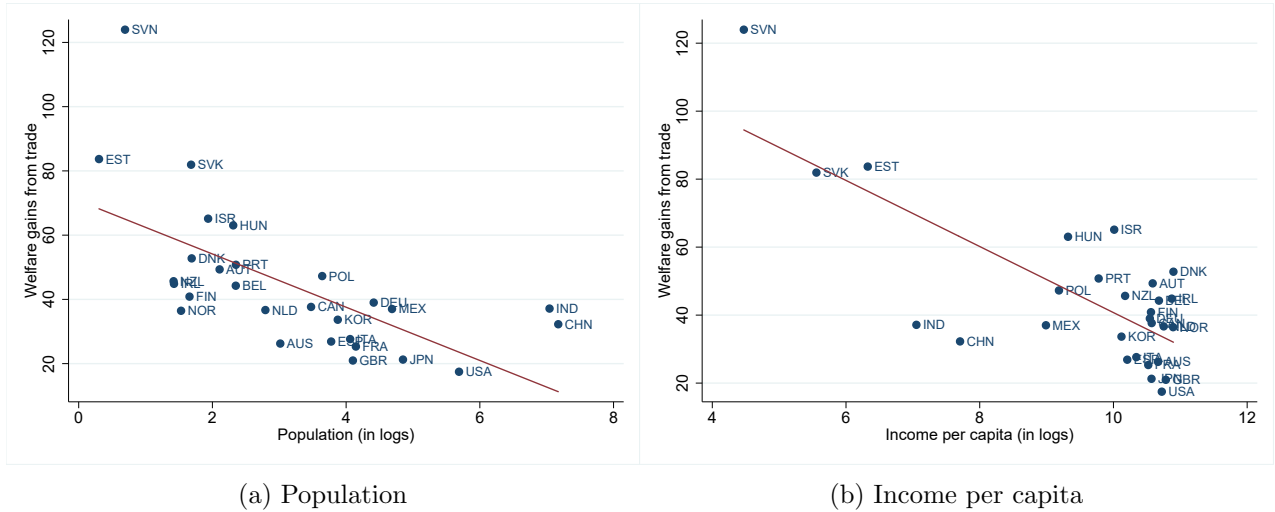 Welfare gains from trade
120
100
80
60
40
20
SVN
EST
SVK
ISR
HUN
DNK
PRT
AUT
NZL
IRL
BEL
FIN
NOR
NLD
POL
CAN
DEU
MEX
KOR
AUS
ESP
ITA
FRA
GBR
JPN
USA
IND
CHN
0 2 4 6 8
Population (in logs)
(a) Population
Welfare gains from trade
120
100
80
60
40
20
SVN
SVK
EST
HUN
ISR
PRT
POL
DNK
AUT
NZL
IRL
BEL
FIN
DEU
NOR
IND
CHN
MEX
KOR
ITA
AUS
FRA
JPN
GBR
USA
4 6 8 10 12
Income per capita (in logs)
(b) Income per capita